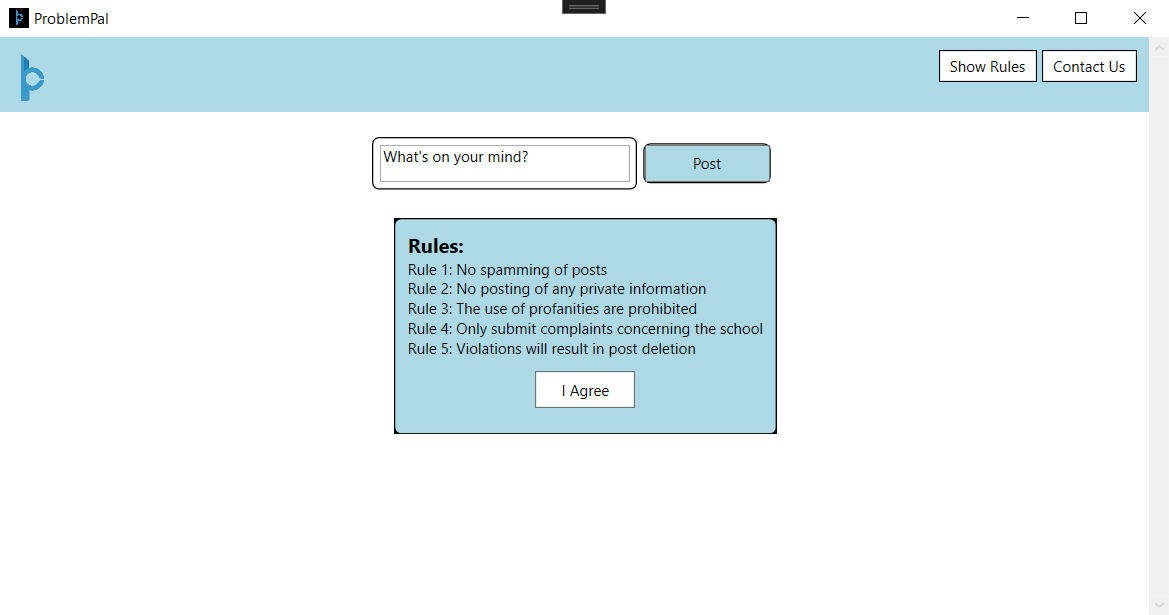 ProblemPal
Show Rules
Contact Us
What's on your mind?
Post
Rules:
Rule 1: No spamming of posts
Rule 2: No posting of any private information
Rule 3: The use of profanities are prohibited
Rule 4: Only submit complaints concerning the school
Rule 5: Violations will result in post deletion
I Agree